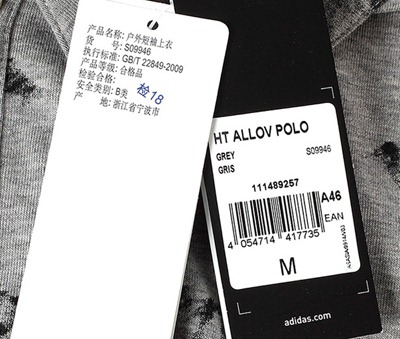 产品名称: 户外短袖上衣
货 号: S09946
执行标准: GB/T 22849-2009
产品等级: 合格品
检验合格:
检18
安全类别: B类
产 地: 浙江省宁波市
HT ALLOV POLO
GREY S09946
GRIS
111489257
A46
EAN
4 054714 417735
M
adidas.com